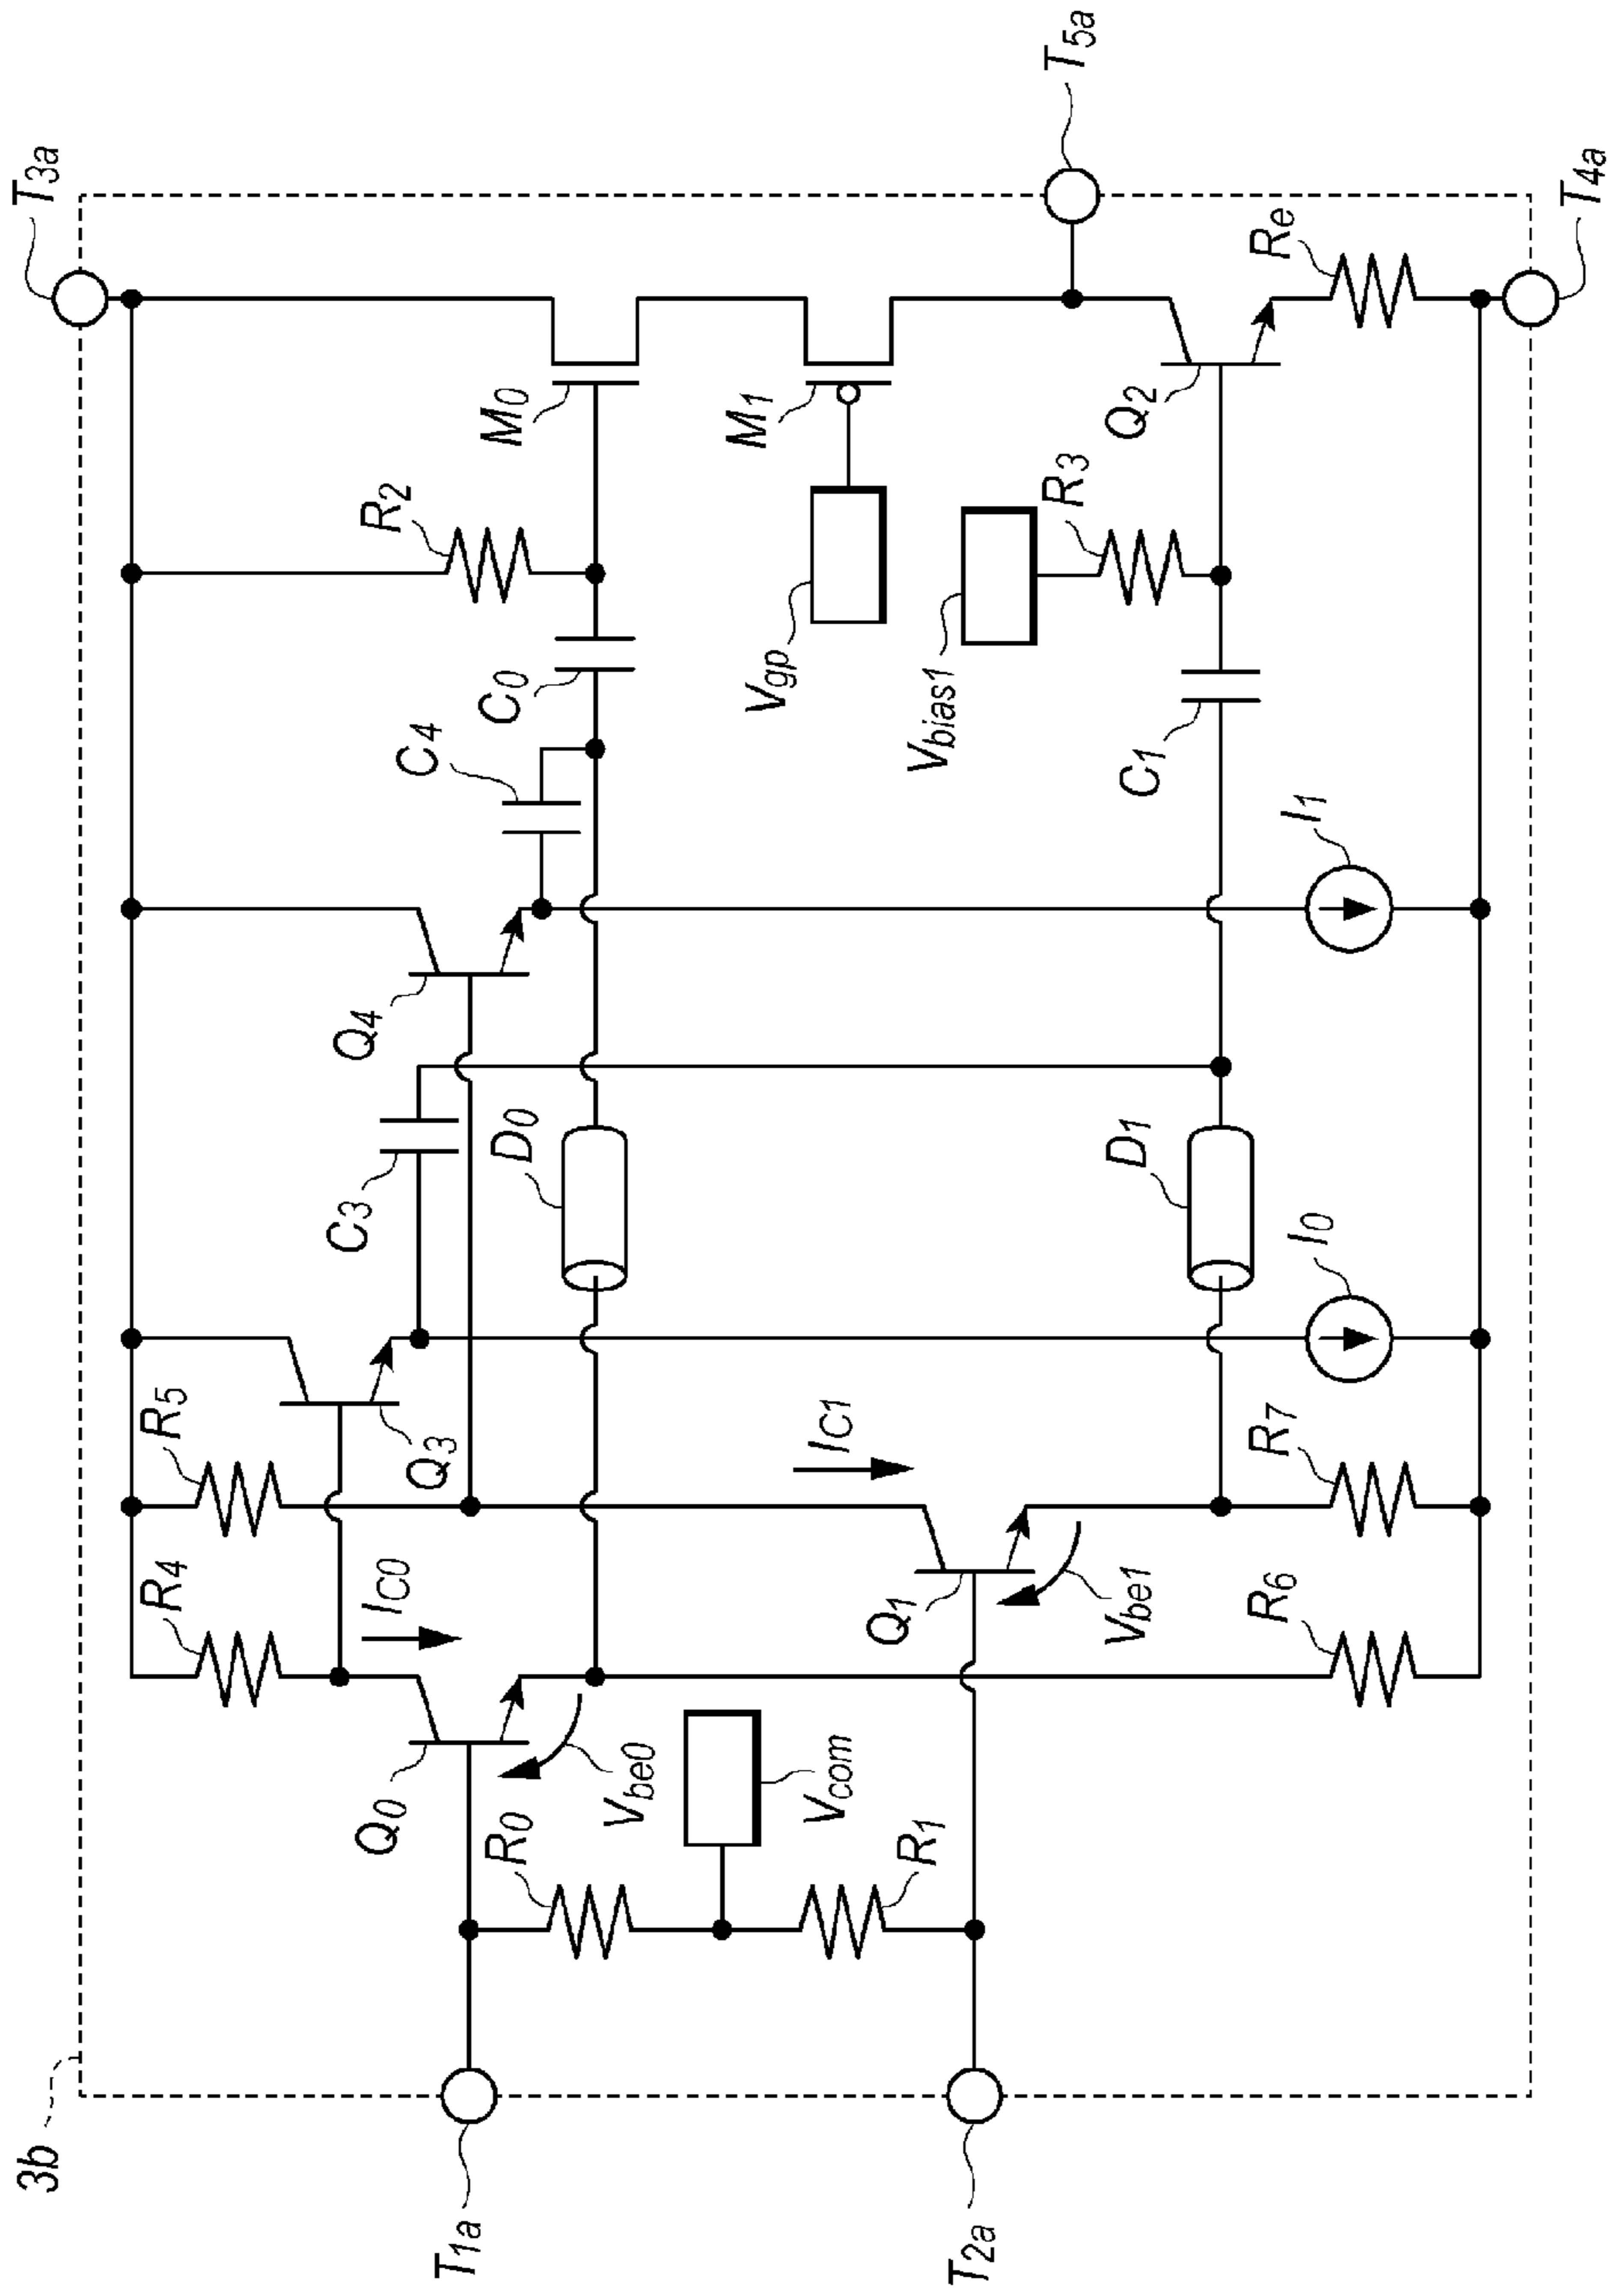 3b
T3a
T5a
T4a
T1a
T2a
R4
R5
IC0
Q0
Vbe0
R0
Vcom
R1
Q3
IC1
Q1
Vbe1
R6
R7
I0
C3
D0
D1
Q4
C4
I1
C0
R2
M0
M1
Vgp
Vbias1
R3
C1
Q2
Re